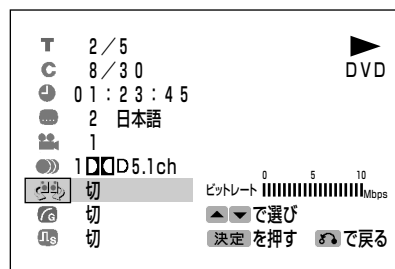 T 2／5
C 8／30 DVD
01：23：45
2 日本語
1
1 DD D 5.1ch
切 ビットレート 0 5 10 Mbps
G 切 ▲ ▼ で選び
S 切 決定 を押す で戻る